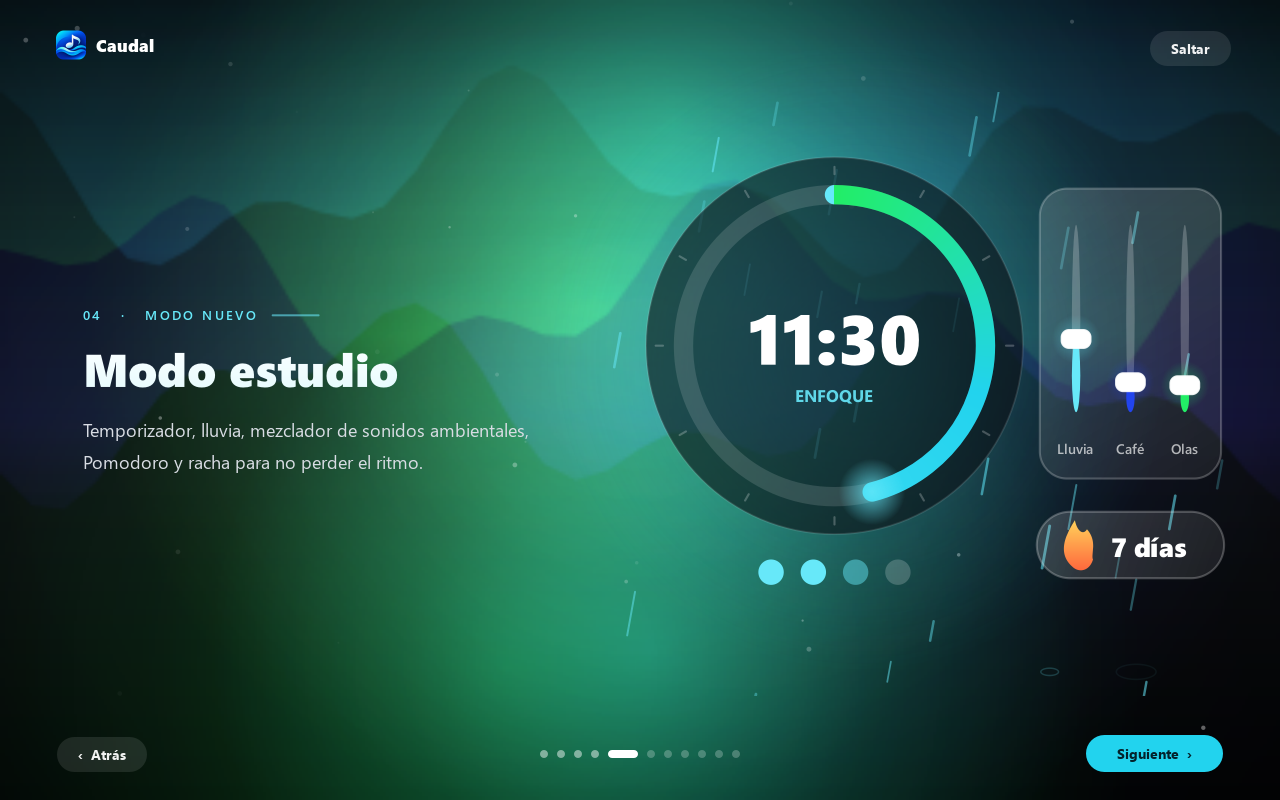 Caudal
Saltar
04 · MODO NUEVO
Modo estudio
Temporizador, lluvia, mezclador de sonidos ambientales,
Pomodoro y racha para no perder el ritmo.
11:30
ENFOQUE
Lluvia Café Olas
7 días
‹ Atrás
Siguiente ›